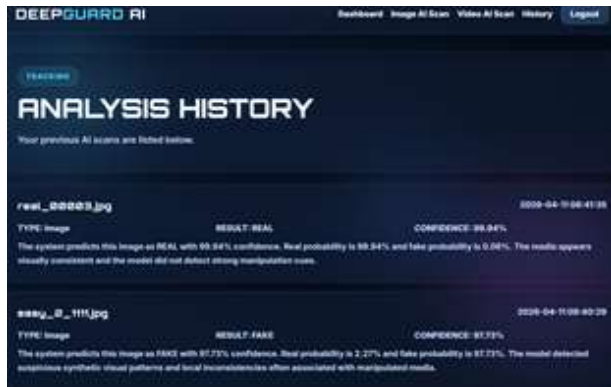 DEEPGUARD AI
Dashboard Image AI Scan Video AI Scan History Logout
TRACKING
ANALYSIS HISTORY
Your previous AI scans are listed below.
real_00003.jpg
TYPE: Image RESULT: REAL CONFIDENCE: 99.94%
The system predicts this image as REAL with 99.94% confidence. Real probability is 99.94% and fake probability is 0.06%. The media appears
visually consistent and the model did not detect strong manipulation cues.
easy_0_1111.jpg
TYPE: Image RESULT: FAKE CONFIDENCE: 97.73%
The system predicts this image as FAKE with 97.73% confidence. Real probability is 2.27% and fake probability is 97.73%. The model detected
suspicious synthetic visual patterns and local inconsistencies often associated with manipulated media.